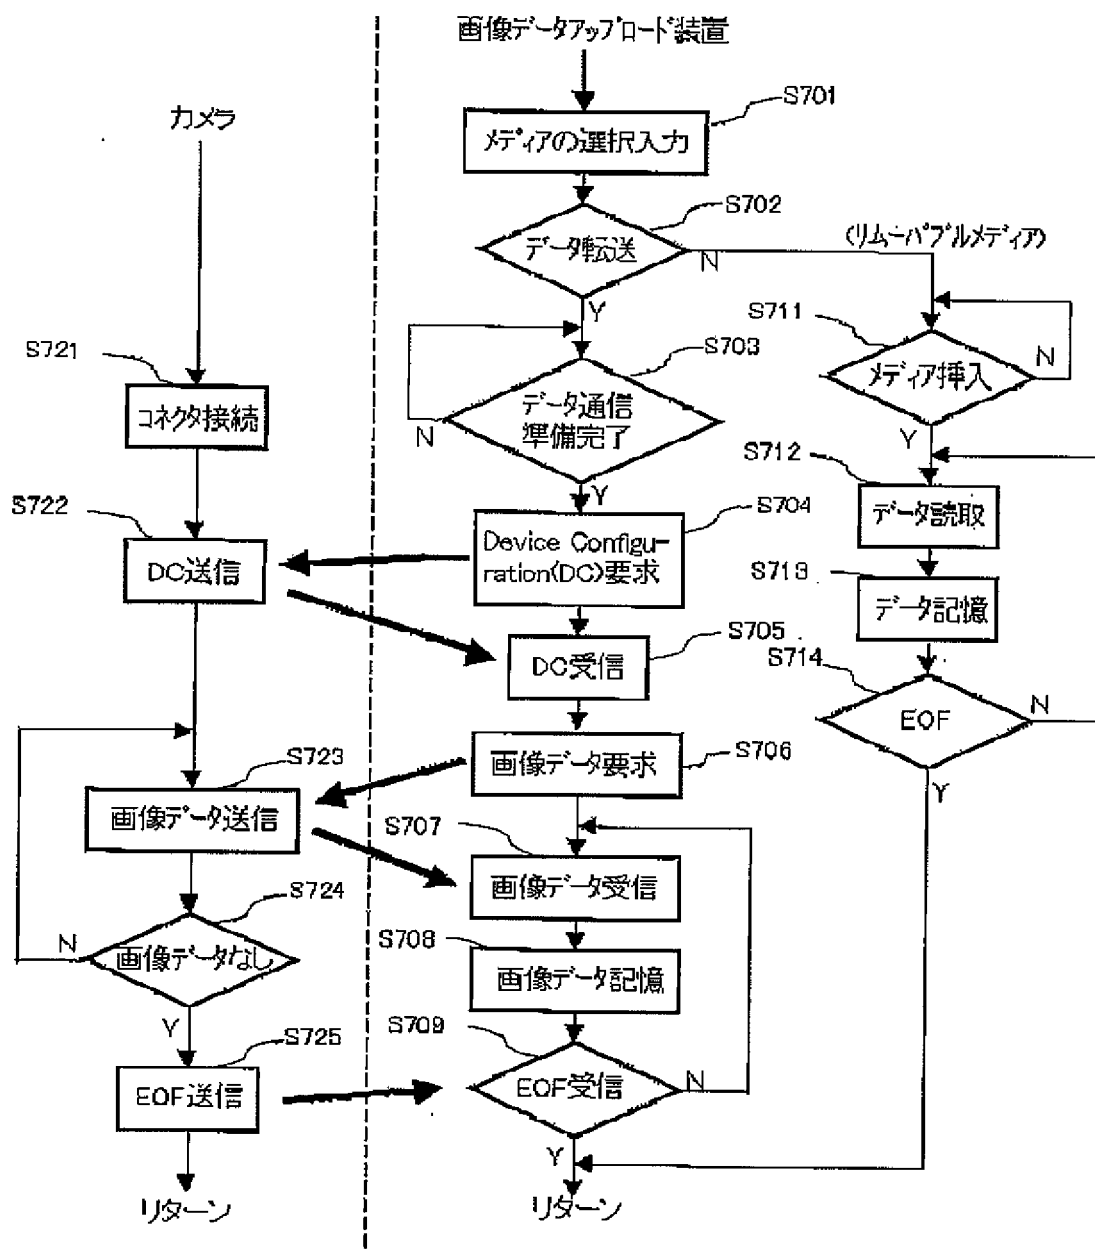 画像データアップロード装置
カメラ
S701
メディアの選択入力
S702
データ転送
N
(リムーバブルメディア)
Y
S703
S711
メディア挿入
N
Y
データ通信
準備完了
N
Y
S721
コネクタ接続
S712
データ読取
S722
DC送信
S704
Device Configu-
ration(DC)要求
S713
データ記憶
S705
DC受信
S714
EOF
N
Y
S706
画像データ要求
S723
画像データ送信
S707
画像データ受信
S724
画像データなし
N
Y
S708
画像データ記憶
S725
EOF送信
S709
EOF受信
N
Y
リターン
リターン